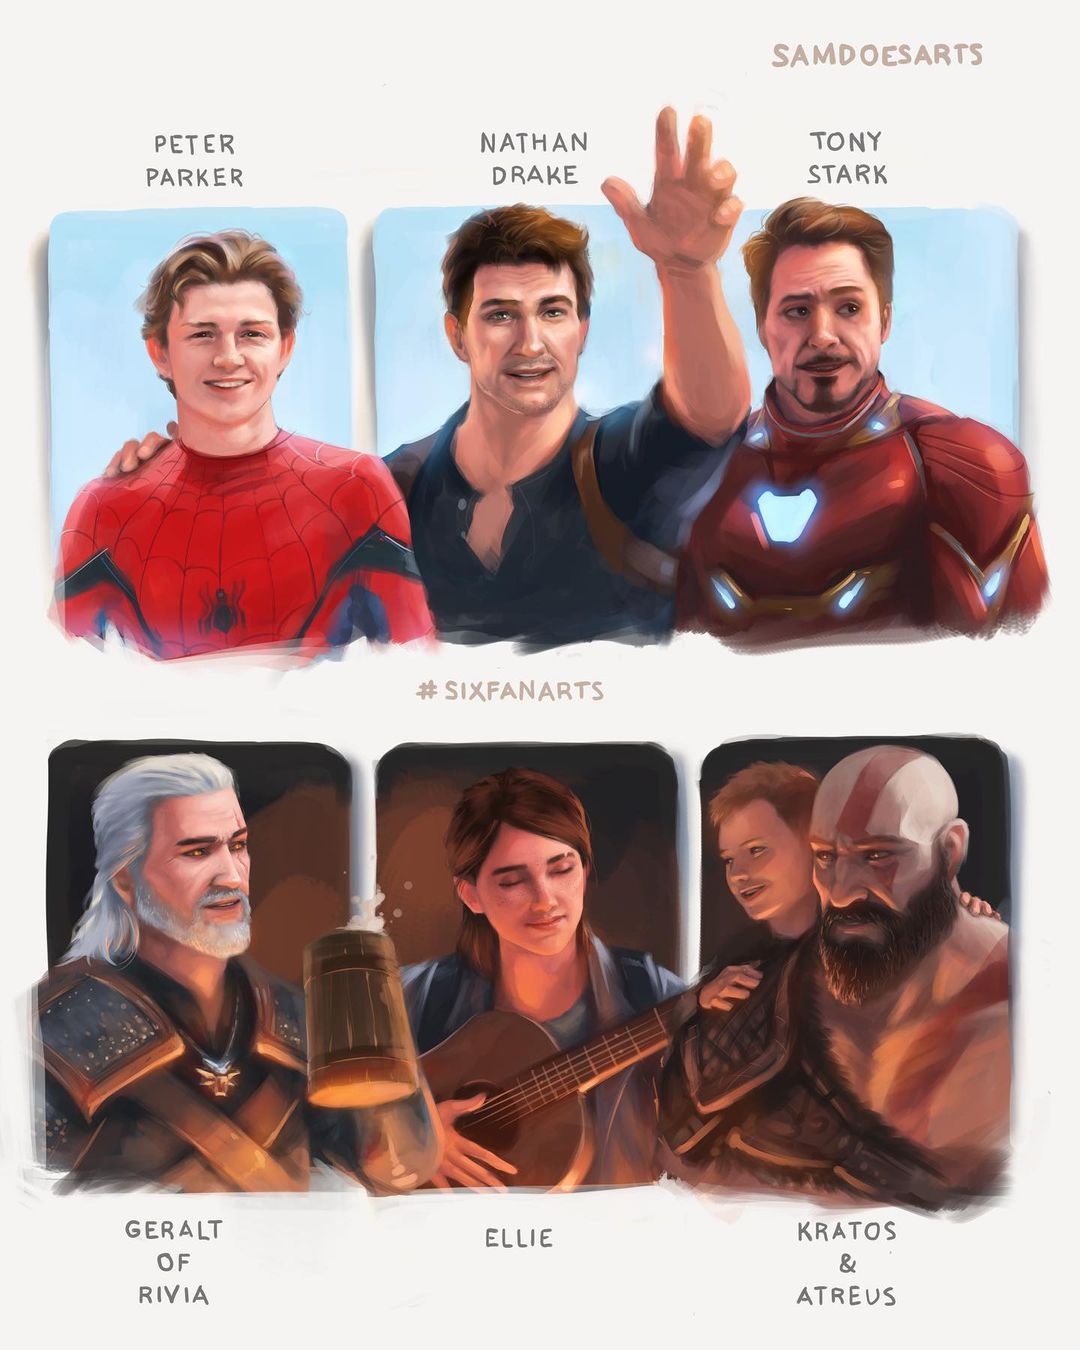 SAMDOESARTS
PETER
PARKER
NATHAN
DRAKE
TONY
STARK
#SIXFANARTS
GERALT
OF
RIVIA
ELLIE
KRATOS
&
ATREUS